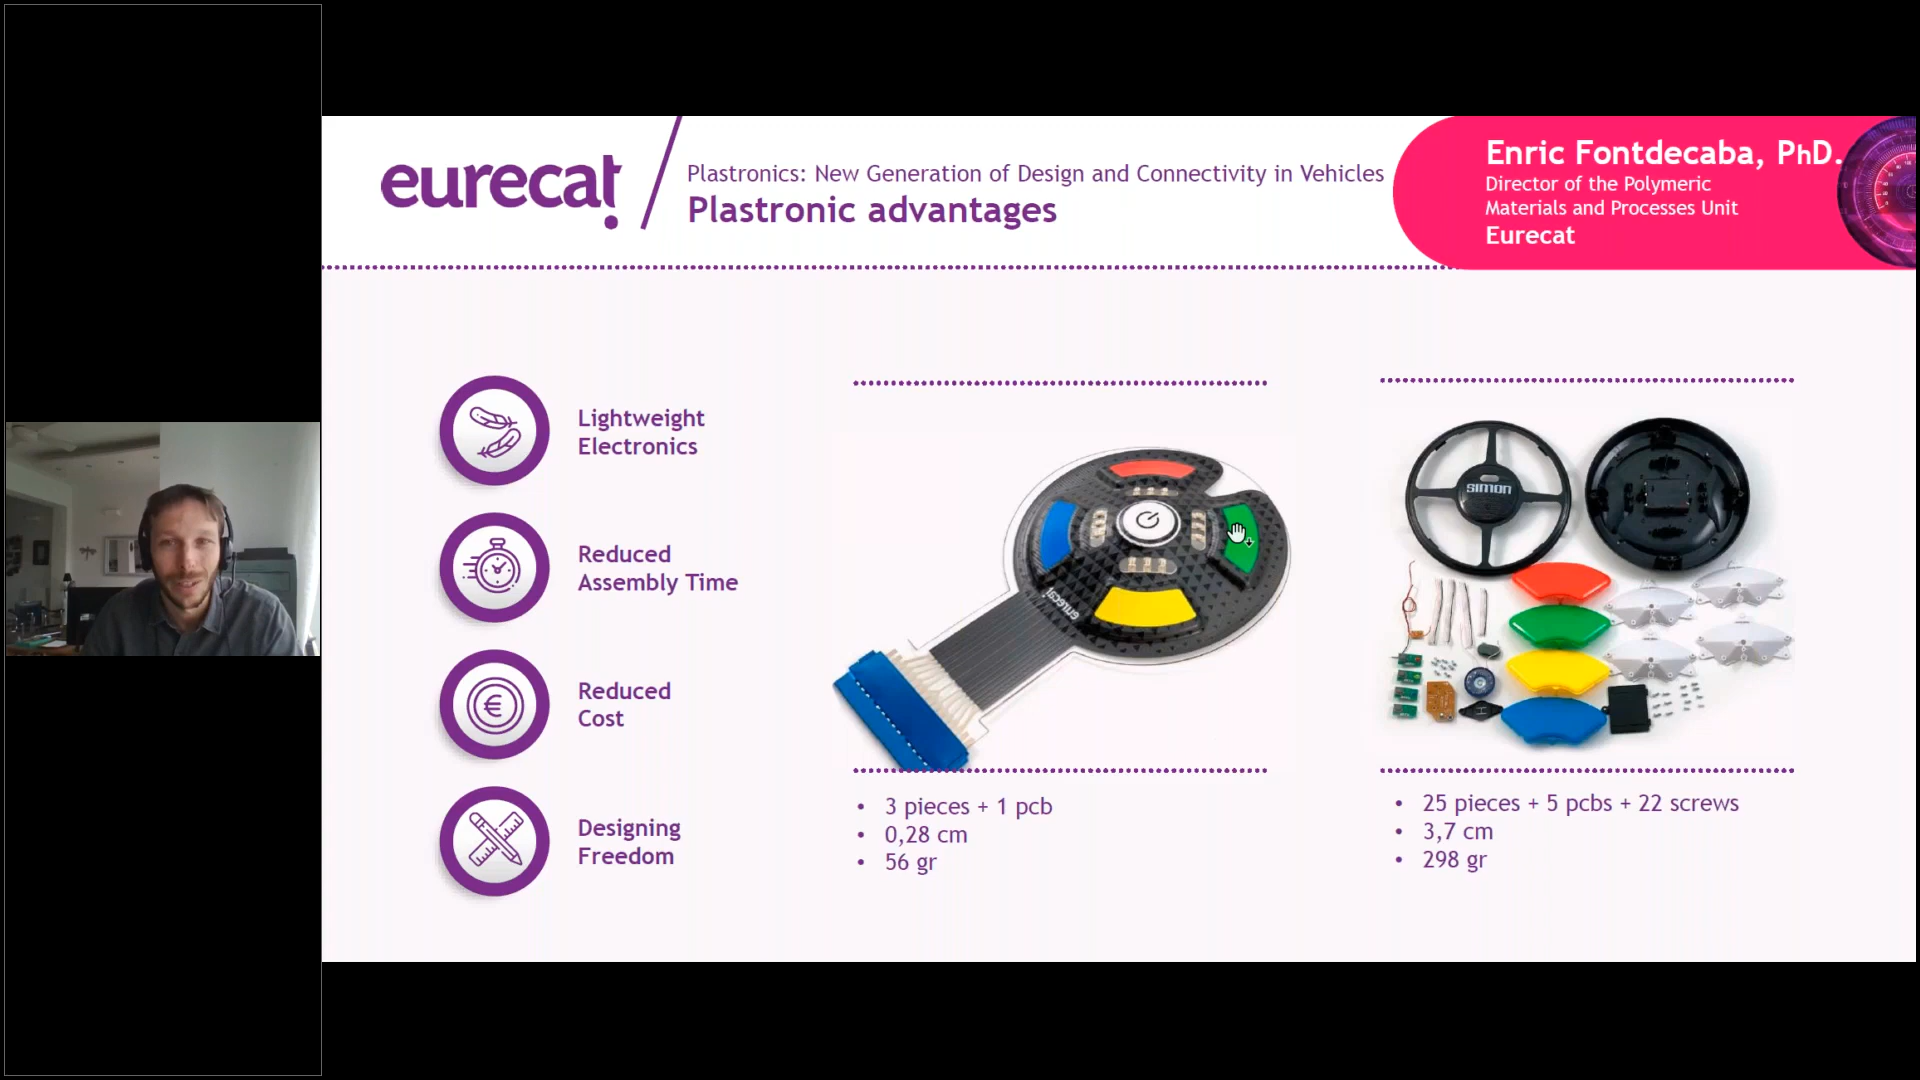 eurecat
Plastronics: New Generation of Design and Connectivity in Vehicles
Plastronic advantages
Enric Fontdecaba, PhD.
Director of the Polymeric
Materials and Processes Unit
Eurecat
Lightweight
Electronics
Reduced
Assembly Time
Reduced
Cost
Designing
Freedom
eurecat
SIMON
• 3 pieces + 1 pcb
• 0,28 cm
• 56 gr
• 25 pieces + 5 pcbs + 22 screws
• 3,7 cm
• 298 gr